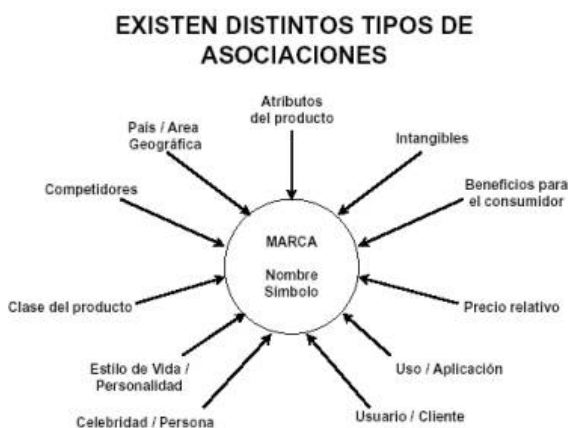 EXISTEN DISTINTOS TIPOS DE
ASOCIACIONES
Atributos
del producto
País / Area
Geográfica
Intangibles
Competidores
Beneficios para
el consumidor
MARCA
Nombre
Símbolo
Clase del producto
Precio relativo
Estilo de Vida /
Personalidad
Uso / Aplicación
Celebridad / Persona
Usuario / Cliente